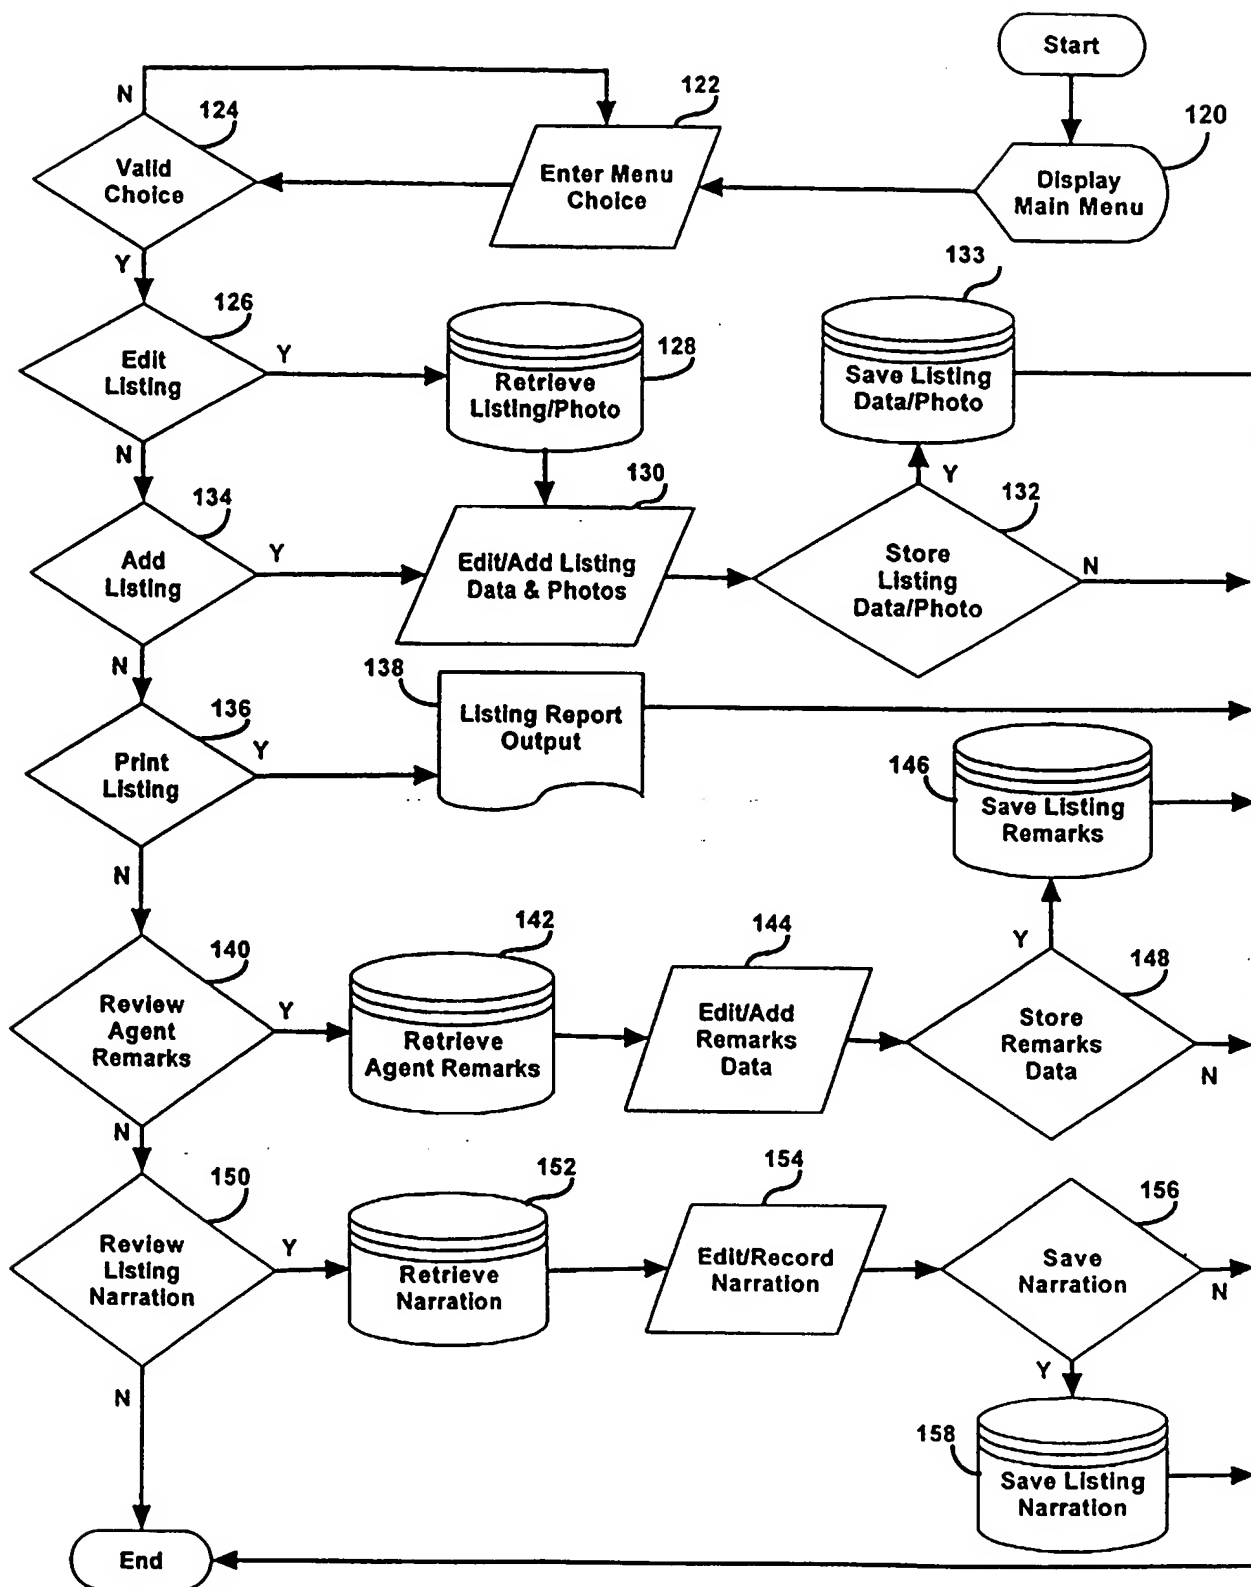 Start
N
124
122
120
Valid
Choice
Enter Menu
Choice
Display
Main Menu
Y
133
126
Edit
Listing
Y
Retrieve
Listing/Photo
128
Save Listing
Data/Photo
N
134
130
Y
132
Add
Listing
Y
Edit/Add Listing
Data & Photos
Store
Listing
Data/Photo
N
N
138
136
Listing Report
Output
Print
Listing
Y
146
Save Listing
Remarks
N
140
142
144
Y
148
Review
Agent
Remarks
Y
Retrieve
Agent Remarks
Edit/Add
Remarks
Data
Store
Remarks
Data
N
N
150
152
154
156
Review
Listing
Narration
Y
Retrieve
Narration
Edit/Record
Narration
Save
Narration
N
N
Y
158
Save Listing
Narration
End